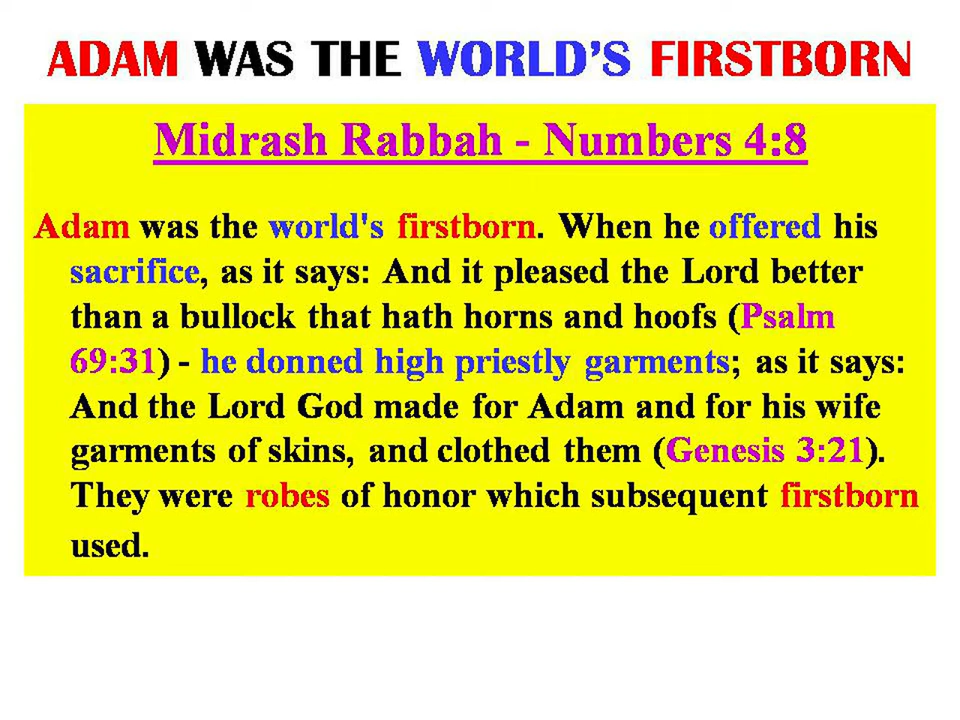 ADAM WAS THE WORLD’S FIRSTBORN
Midrash Rabbah - Numbers 4:8
Adam was the world's firstborn. When he offered his
sacrifice, as it says: And it pleased the Lord better
than a bullock that hath horns and hoofs (Psalm
69:31) - he donned high priestly garments; as it says:
And the Lord God made for Adam and for his wife
garments of skins, and clothed them (Genesis 3:21).
They were robes of honor which subsequent firstborn
used.